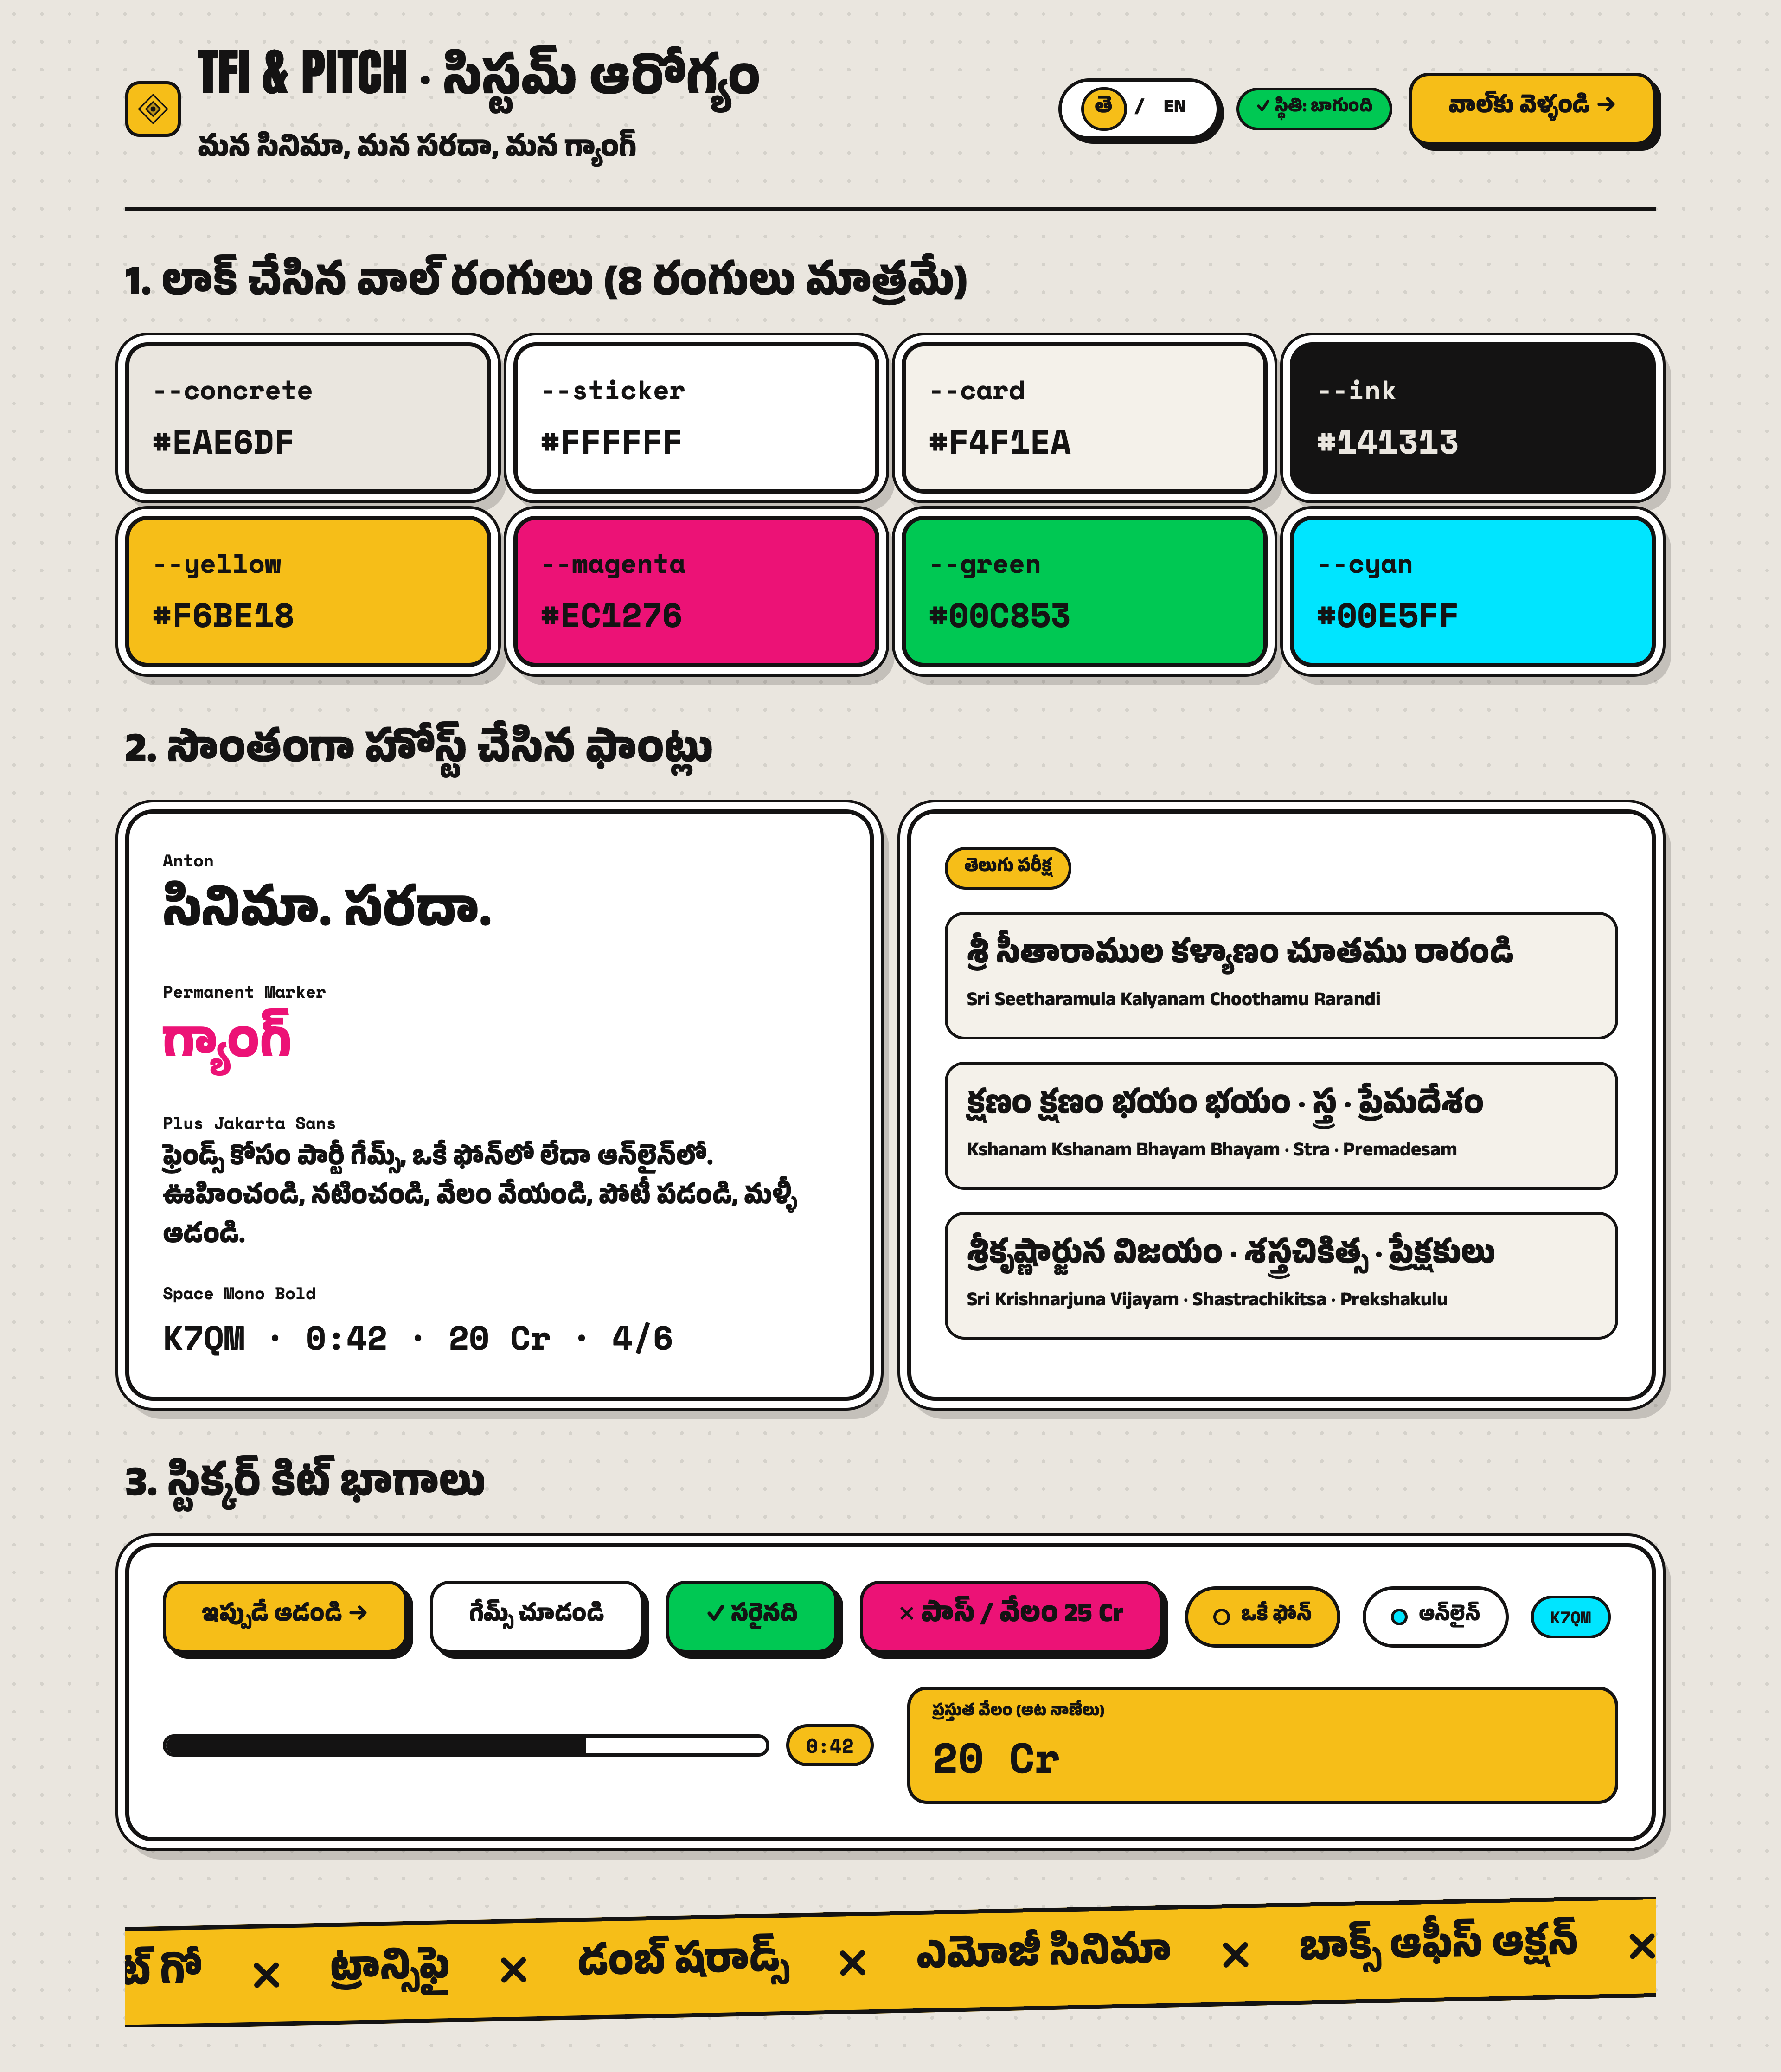 TFI & PITCH · సిస్టమ్ ఆరోగ్యం
మన సినిమా, మన సరదా, మన గ్యాంగ్
తె / EN
✓ స్థితి: బాగుంది
వాల్‌కు వెళ్ళండి →
1. లాక్ చేసిన వాల్ రంగులు (8 రంగులు మాత్రమే)
--concrete
#EAE6DF
--sticker
#FFFFFF
--card
#F4F1EA
--ink
#141313
--yellow
#F6BE18
--magenta
#EC1276
--green
#00C853
--cyan
#00E5FF
2. సొంతంగా హోస్ట్ చేసిన ఫాంట్లు
Anton
సినిమా. సరదా.
Permanent Marker
గ్యాంగ్
Plus Jakarta Sans
ఫ్రెండ్స్ కోసం పార్టీ గేమ్స్, ఒకే ఫోన్‌లో లేదా ఆన్‌లైన్‌లో.
ఊహించండి, నటించండి, వేలం వేయండి, పోటీ పడండి, మళ్ళీ
ఆడండి.
Space Mono Bold
K7QM · 0:42 · 20 Cr · 4/6
తెలుగు పరీక్ష
శ్రీ సీతారాముల కళ్యాణం చూతము రారండి
Sri Seetharamula Kalyanam Choothamu Rarandi
క్షణం క్షణం భయం భయం · స్త్ర · ప్రేమదేశం
Kshanam Kshanam Bhayam Bhayam · Stra · Premadesam
శ్రీకృష్ణార్జున విజయం · శస్త్రచికిత్స · ప్రేక్షకులు
Sri Krishnarjuna Vijayam · Shastrachikitsa · Prekshakulu
3. స్టిక్కర్ కిట్ భాగాలు
ఇప్పుడే ఆడండి →
గేమ్స్ చూడండి
✓ సరైనది
× పాస్ / వేలం 25 Cr
ఒకే ఫోన్
ఆన్‌లైన్
K7QM
0:42
ప్రస్తుత వేలం (ఆట నాణేలు)
20 Cr
ట్ గో × ట్రాన్సిఫై × డంబ్ షరాడ్స్ × ఎమోజీ సినిమా × బాక్స్ ఆఫీస్ ఆక్షన్ ×